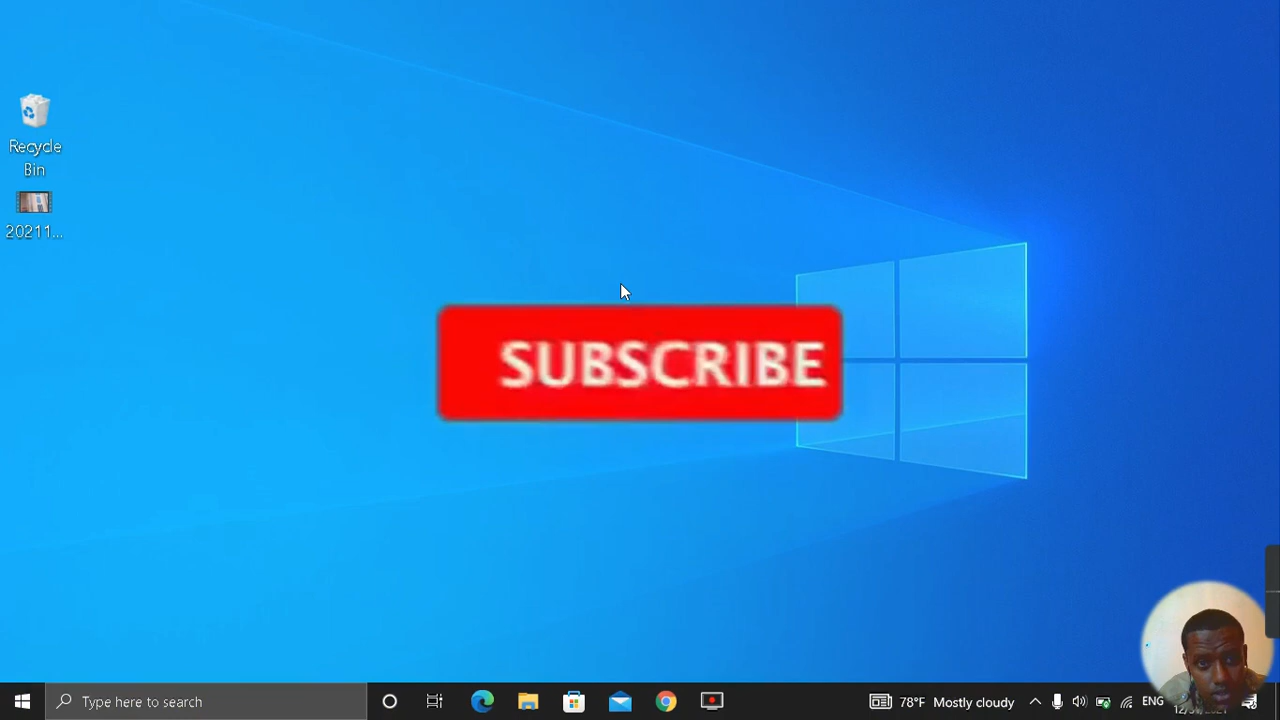 Recycle
Bin
20211...
SUBSCRIBE
Type here to search
78°F Mostly cloudy
ENG